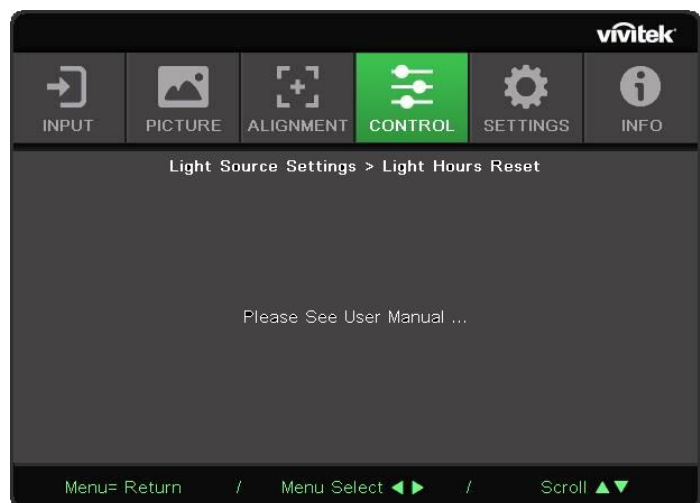 vivitek
INPUT PICTURE ALIGNMENT CONTROL SETTINGS INFO
Light Source Settings > Light Hours Reset
Please See User Manual ...
Menu= Return / Menu Select ◀ ▶ / Scroll ▲▼